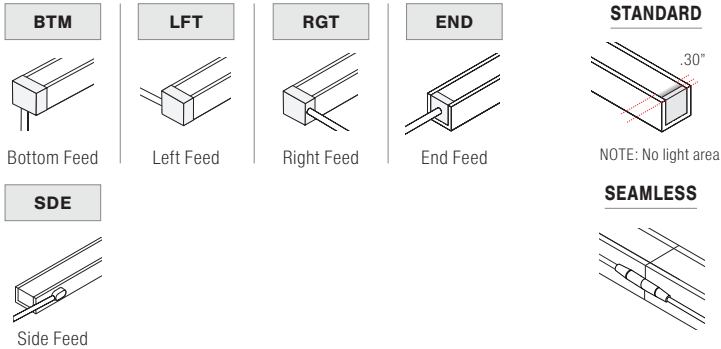 BTM
Bottom Feed
LFT
Left Feed
RGT
Right Feed
END
End Feed
SDE
Side Feed
STANDARD
.30"
NOTE: No light area
SEAMLESS